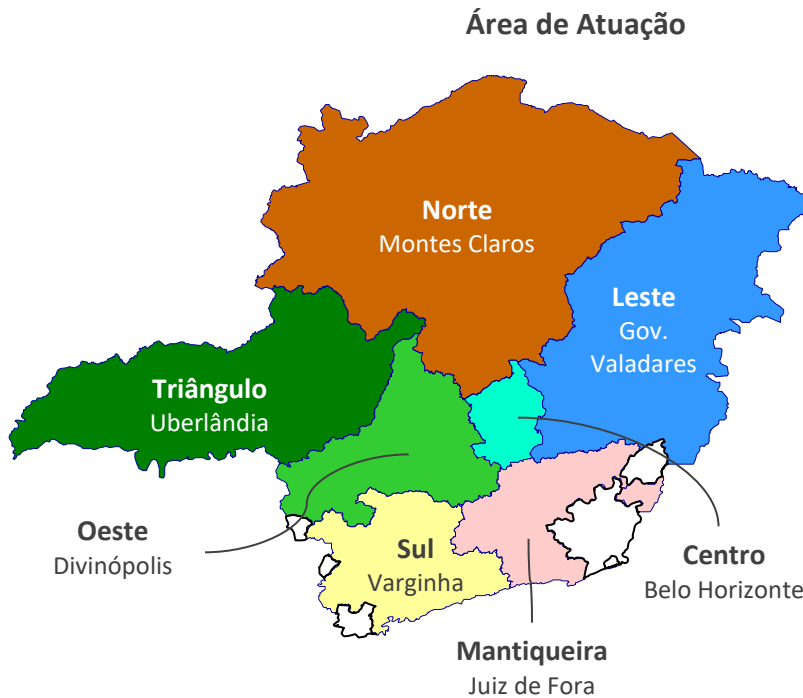 Área de Atuação
Norte
Montes Claros
Leste
Gov.
Valadares
Triângulo
Uberlândia
Oeste
Divinópolis
Sul
Varginha
Centro
Belo Horizonte
Mantiqueira
Juiz de Fora